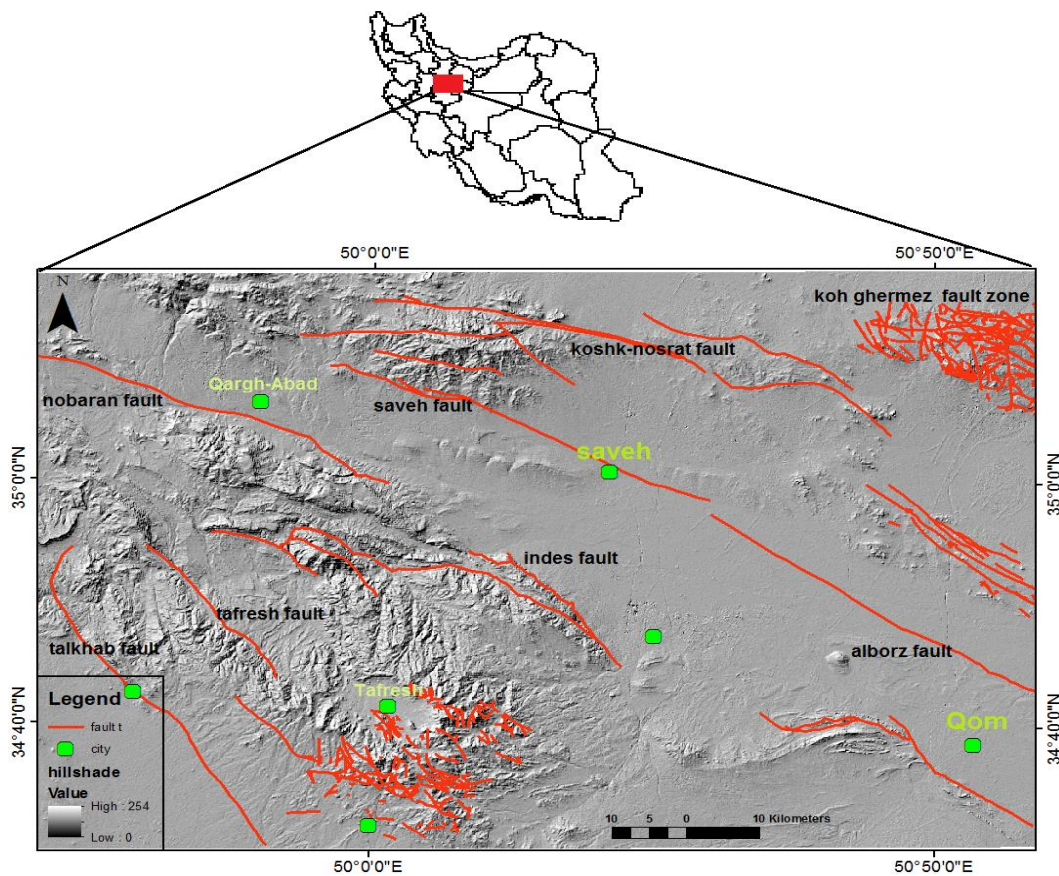 50°0'0"E
50°50'0"E
N
koh ghermez fault zone
koshk-nosrat fault
Qargh-Abad
nobaran fault
saveh fault
saveh
35°0'0"N
35°0'0"N
indes fault
tafresh fault
talkhab fault
alborz fault
Legend
fault t
city
hillshade
Value
High : 254
Low : 0
Tafresh
Qom
34°40'0"N
34°40'0"N
10 5 0 10 Kilometers
50°0'0"E
50°50'0"E